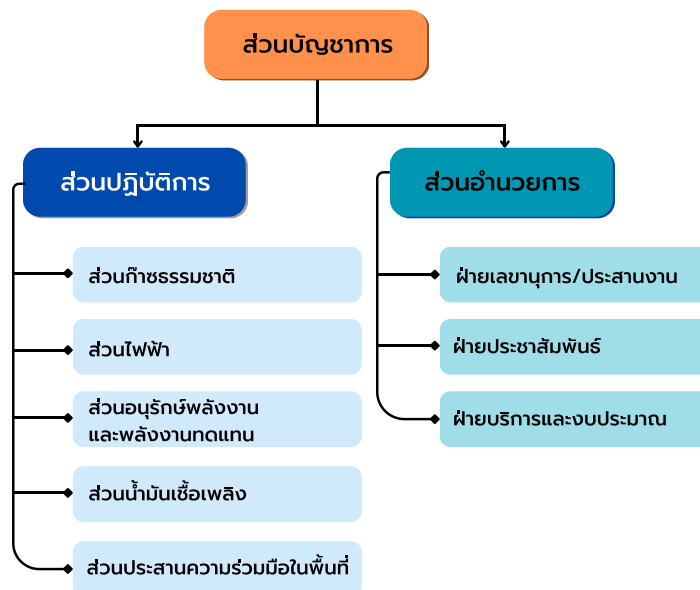 ส่วนบัญชาการ
ส่วนปฏิบัติการ
ส่วนก๊าซธรรมชาติ
ส่วนไฟฟ้า
ส่วนอนุรักษ์พลังงาน
และพลังงานทดแทน
ส่วนน้ำมันเชื้อเพลิง
ส่วนประสานความร่วมมือในพื้นที่
ส่วนอำนวยการ
ฝ่ายเลขานุการ/ประสานงาน
ฝ่ายประชาสัมพันธ์
ฝ่ายบริการและงบประมาณ